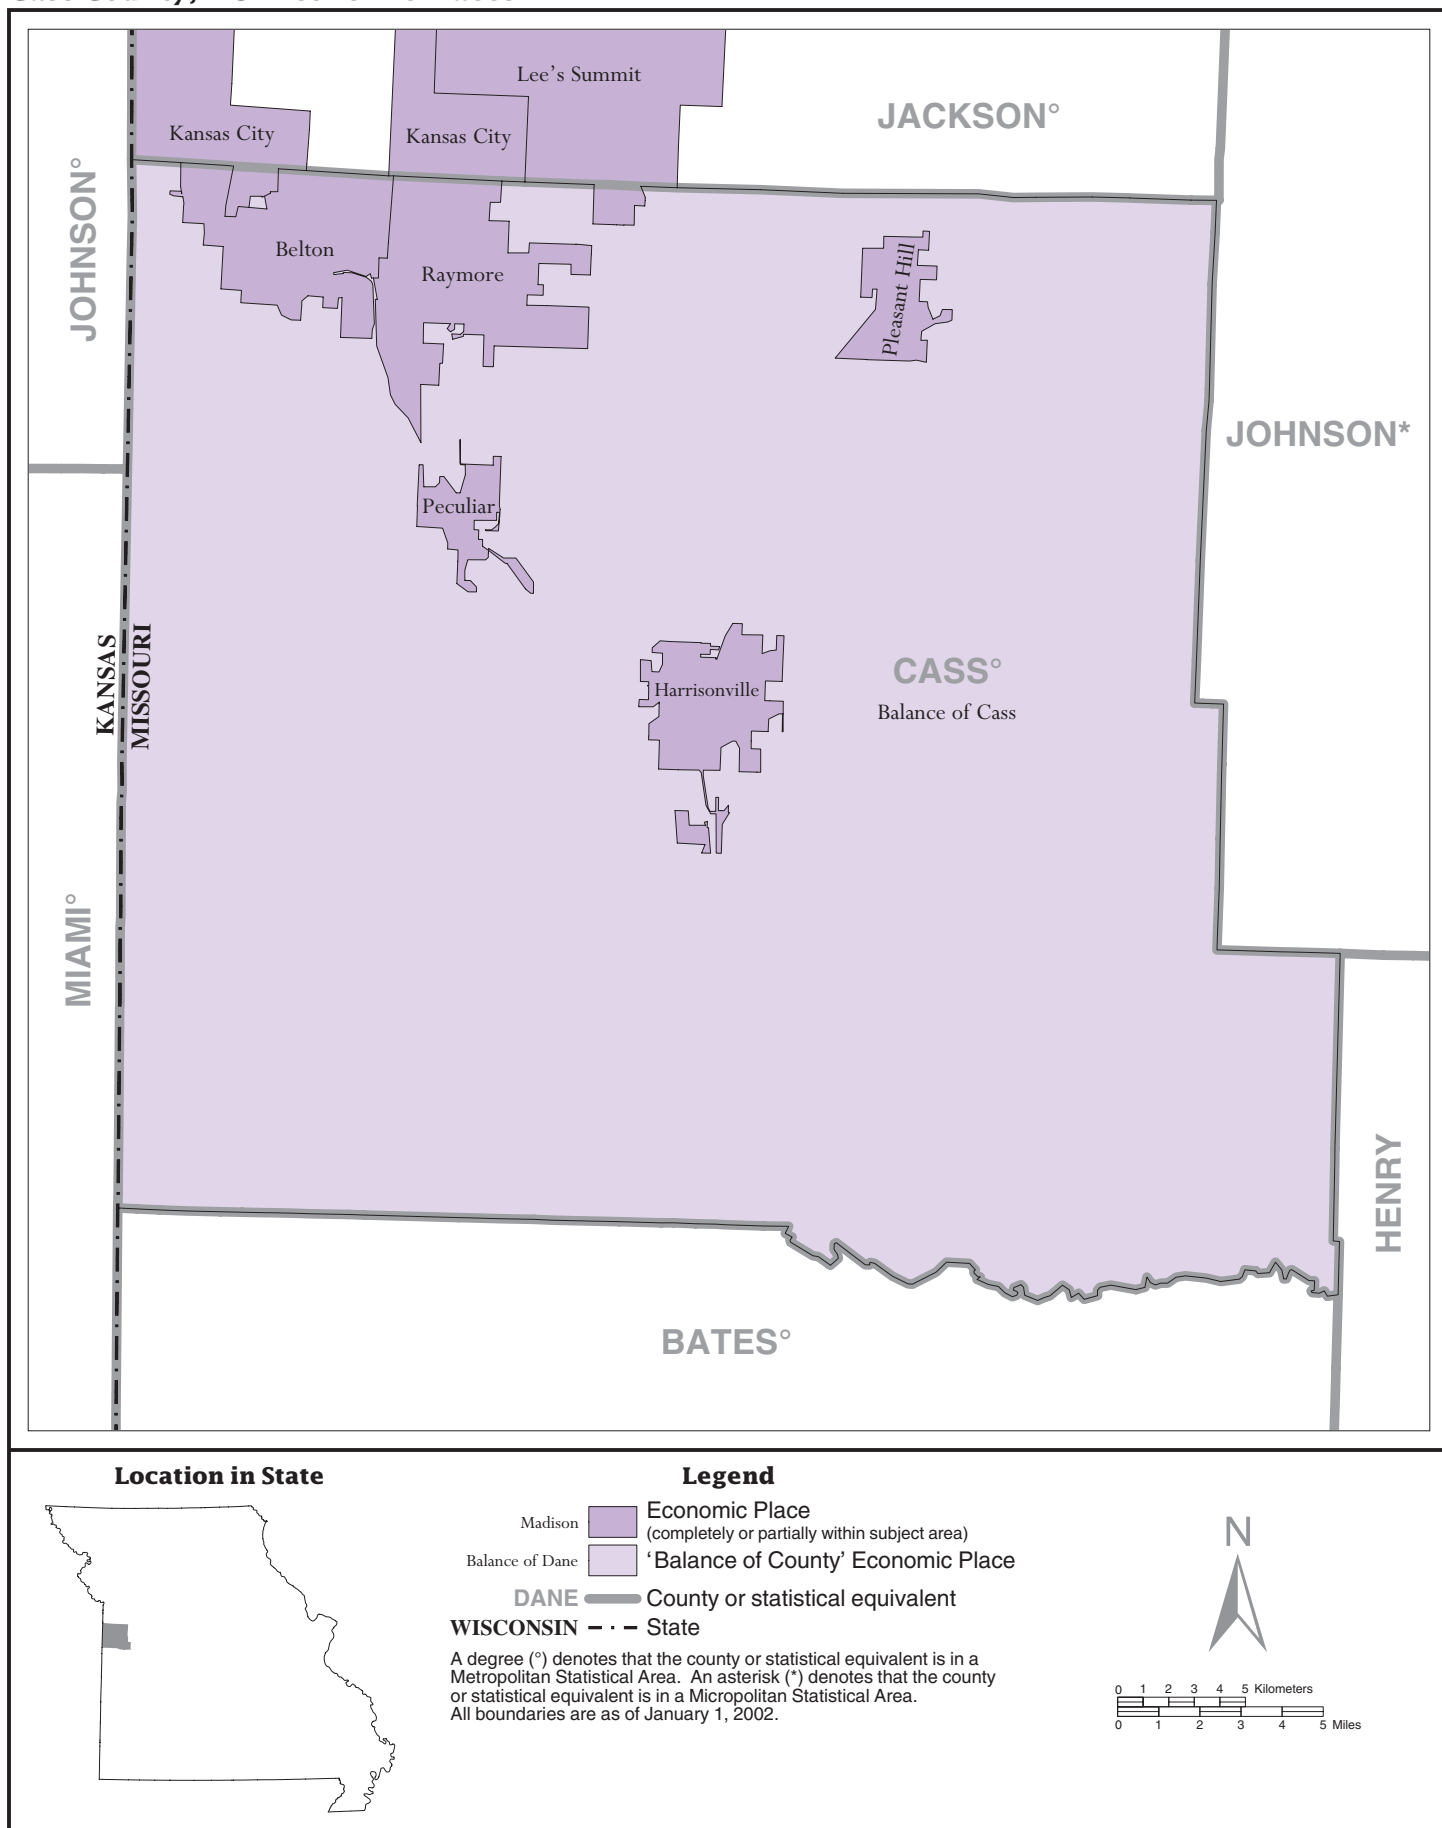 Lee’s Summit
JACKSON°
Kansas City
Kansas City
JOHNSON°
Belton
Raymore
Pleasant Hill
JOHNSON*
Peculiar
KANSAS
MISSOURI
CASS°
Harrisonville
Balance of Cass
MIAMI°
HENRY
BATES°
Location in State
Legend
Madison
Economic Place
(completely or partially within subject area)
Balance of Dane
‘Balance of County’ Economic Place
DANE
County or statistical equivalent
WISCONSIN
State
A degree (°) denotes that the county or statistical equivalent is in a
Metropolitan Statistical Area. An asterisk (*) denotes that the county
or statistical equivalent is in a Micropolitan Statistical Area.
All boundaries are as of January 1, 2002.
N
0 1 2 3 4 5 Kilometers
0 1 2 3 4 5 Miles